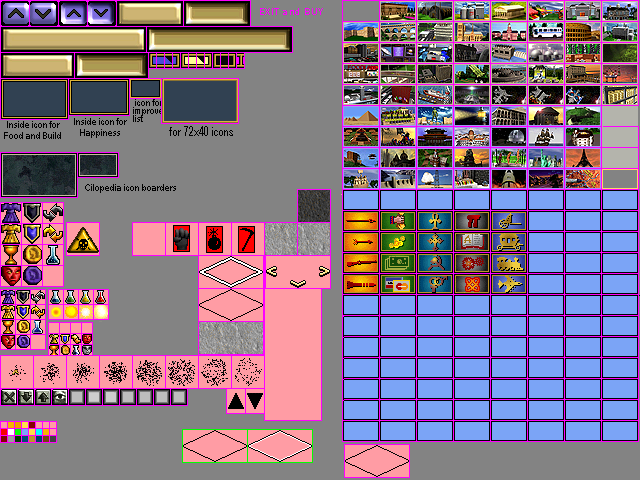 EXIT and BUY
Inside icon for
Food and Build
Inside icon for
Happiness
icon for
improve
list
for 72x40 icons
Cilopedia icon boarders